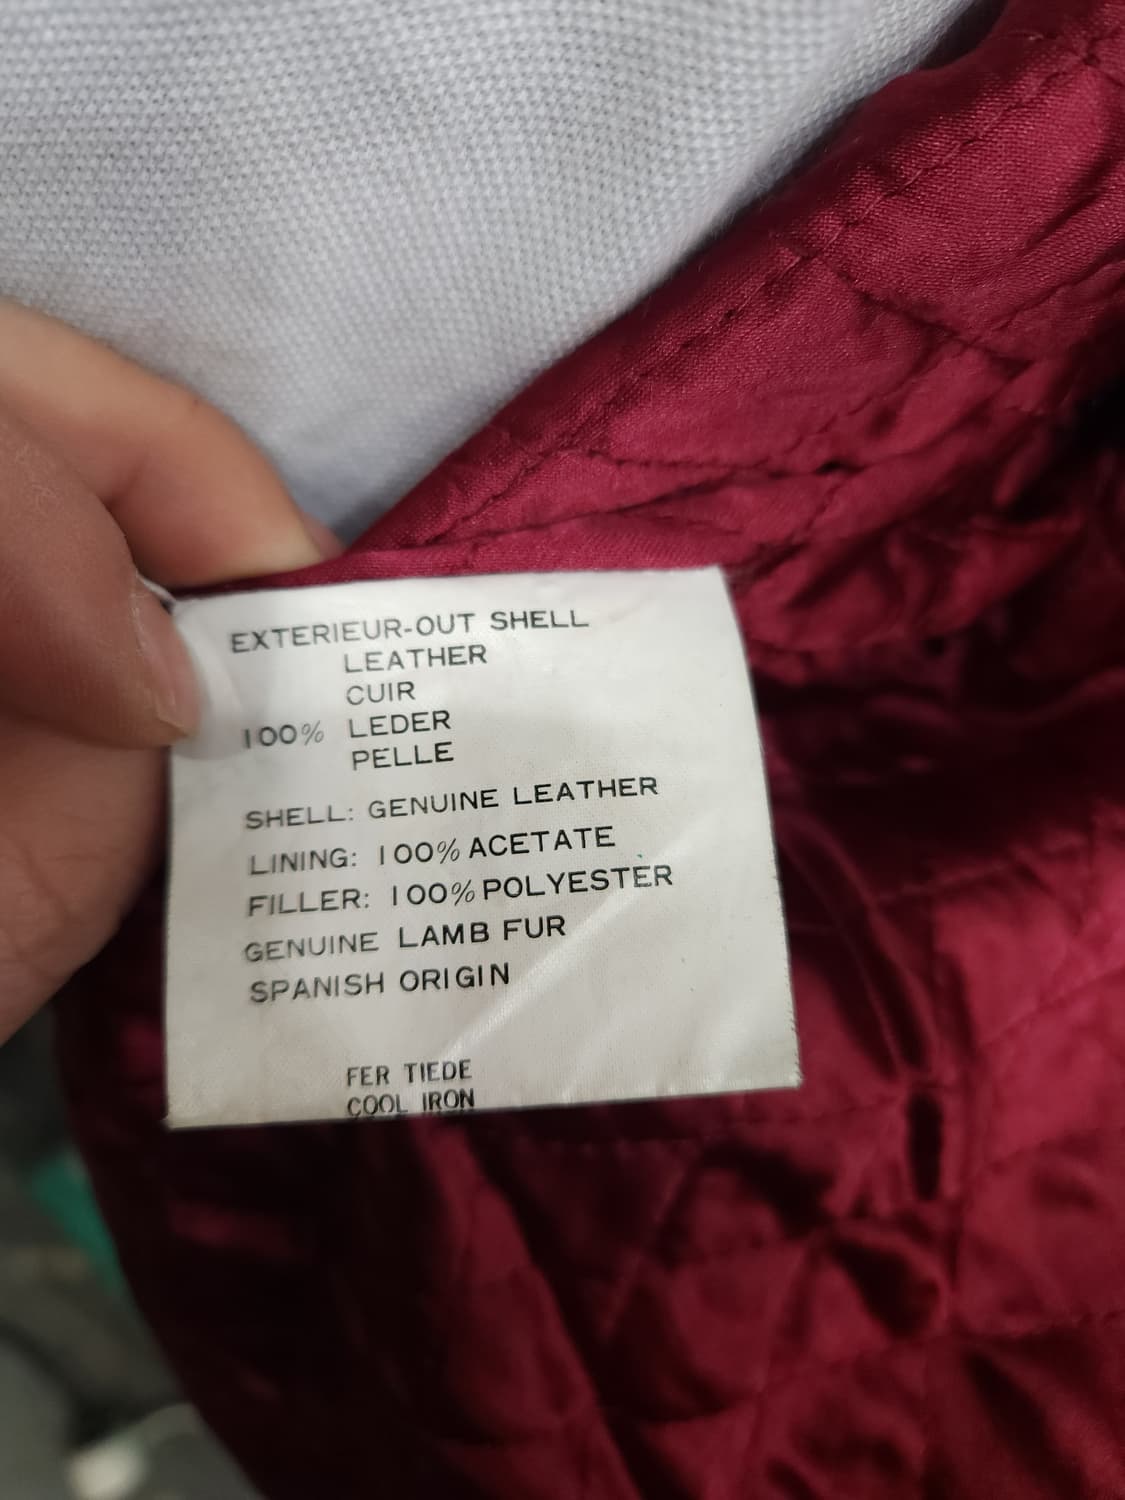 EXTERIEUR-OUT SHELL
LEATHER
CUIR
100% LEDER
PELLE
SHELL: GENUINE LEATHER
LINING: 100% ACETATE
FILLER: 100% POLYESTER
GENUINE LAMB FUR
SPANISH ORIGIN
FER TIEDE
COOL IRON